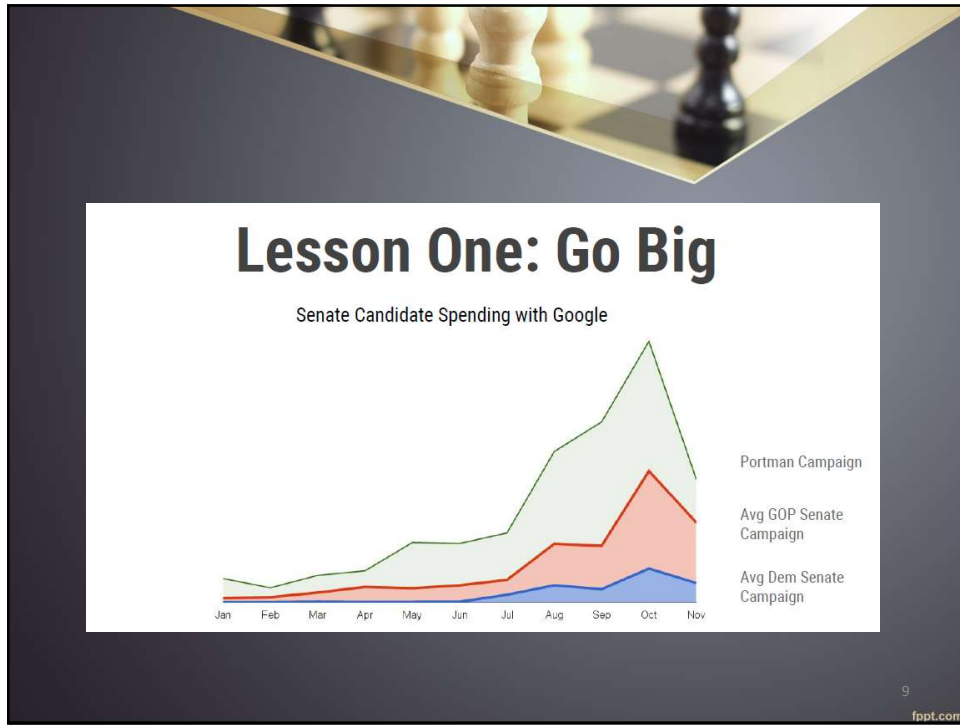 Lesson One: Go Big
Senate Candidate Spending with Google
Portman Campaign
Avg GOP Senate
Campaign
Avg Dem Senate
Campaign
Jan Feb Mar Apr May Jun Jul Aug Sep Oct Nov
9
fppt.com